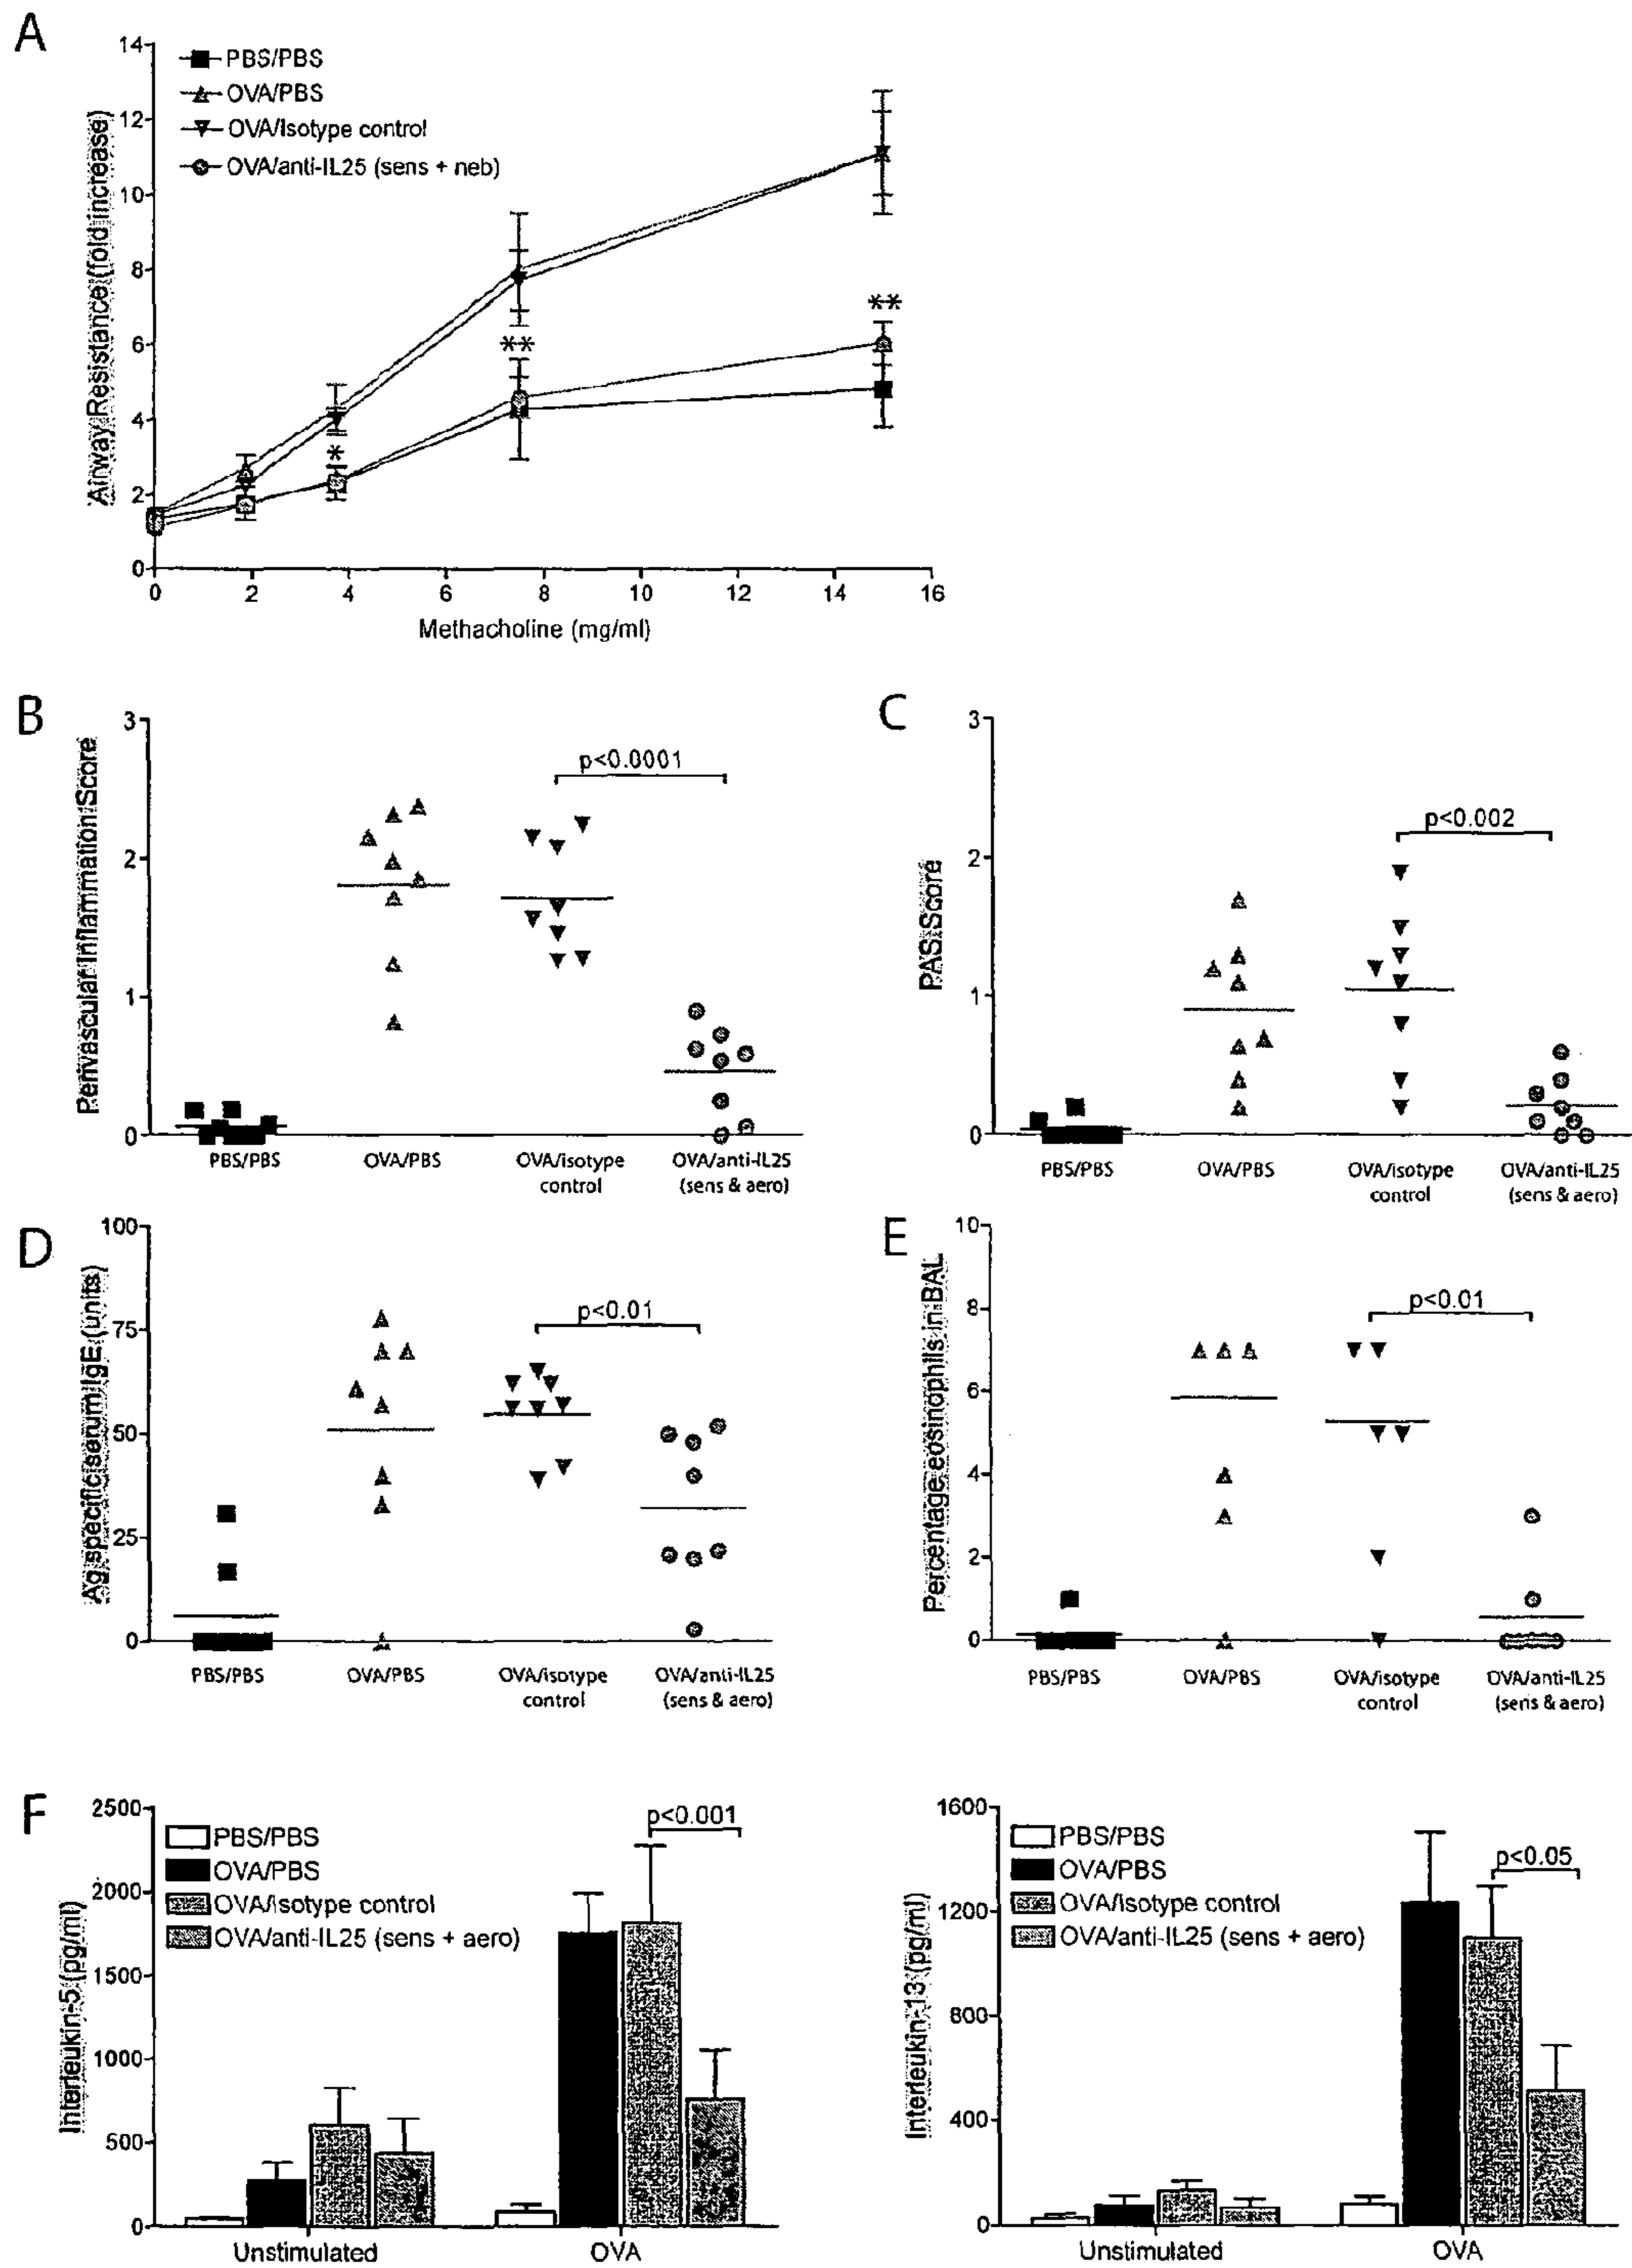 A
14
12
10
8
6
4
2
0
Airway Resistance (fold increase)
PBS/PBS
OVA/PBS
OVA/Isotype control
OVA/anti-IL25 (sens + neb)
*
**
**
0 2 4 6 8 10 12 14 16
Methacholine (mg/ml)
B
3
2
1
0
Perivascular Inflammation Score
p<0.0001
PBS/PBS OVA/PBS OVA/isotype OVA/anti-IL25
control (sens & aero)
C
3
2
1
0
PAS Score
p<0.002
PBS/PBS OVA/PBS OVA/isotype OVA/anti-IL25
control (sens & aero)
D
100
75
50
25
0
Ag specific serum IgE (units)
p<0.01
PBS/PBS OVA/PBS OVA/isotype OVA/anti-IL25
control (sens & aero)
E
10
8
6
4
2
0
Percentage eosinophils in BAL
p<0.01
PBS/PBS OVA/PBS OVA/isotype OVA/anti-IL25
control (sens & aero)
F
2500
2000
1500
1000
500
0
Interleukin-5 (pg/ml)
PBS/PBS
OVA/PBS
OVA/Isotype control
OVA/anti-IL25 (sens + aero)
p<0.001
Unstimulated OVA
1600
1200
800
400
0
Interleukin-13 (pg/ml)
PBS/PBS
OVA/PBS
OVA/Isotype control
OVA/anti-IL25 (sens + aero)
p<0.05
Unstimulated OVA